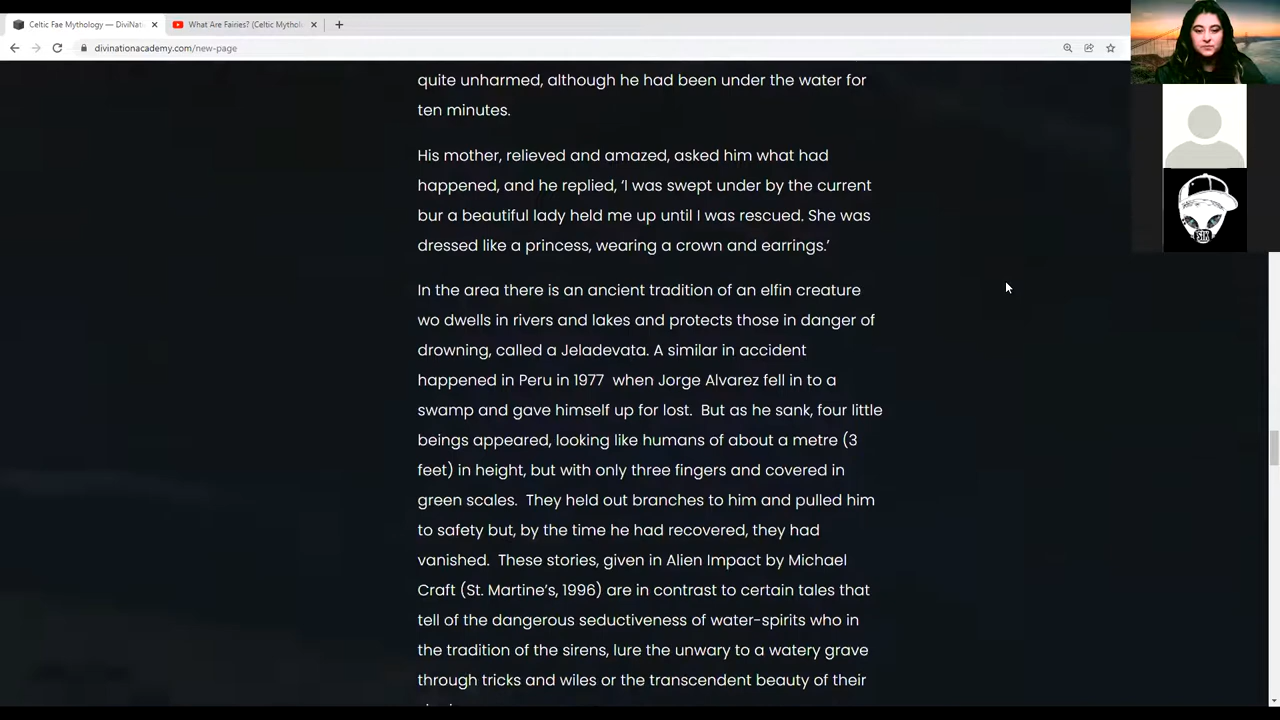 Celtic Fae Mythology — DiviNati
What Are Fairies? (Celtic Mytholo
divinationacademy.com/new-page
quite unharmed, although he had been under the water for
ten minutes.
His mother, relieved and amazed, asked him what had
happened, and he replied, ‘I was swept under by the current
bur a beautiful lady held me up until I was rescued. She was
dressed like a princess, wearing a crown and earrings.’
In the area there is an ancient tradition of an elfin creature
wo dwells in rivers and lakes and protects those in danger of
drowning, called a Jeladevata. A similar in accident
happened in Peru in 1977 when Jorge Alvarez fell in to a
swamp and gave himself up for lost. But as he sank, four little
beings appeared, looking like humans of about a metre (3
feet) in height, but with only three fingers and covered in
green scales. They held out branches to him and pulled him
to safety but, by the time he had recovered, they had
vanished. These stories, given in Alien Impact by Michael
Craft (St. Martine’s, 1996) are in contrast to certain tales that
tell of the dangerous seductiveness of water-spirits who in
the tradition of the sirens, lure the unwary to a watery grave
through tricks and wiles or the transcendent beauty of their